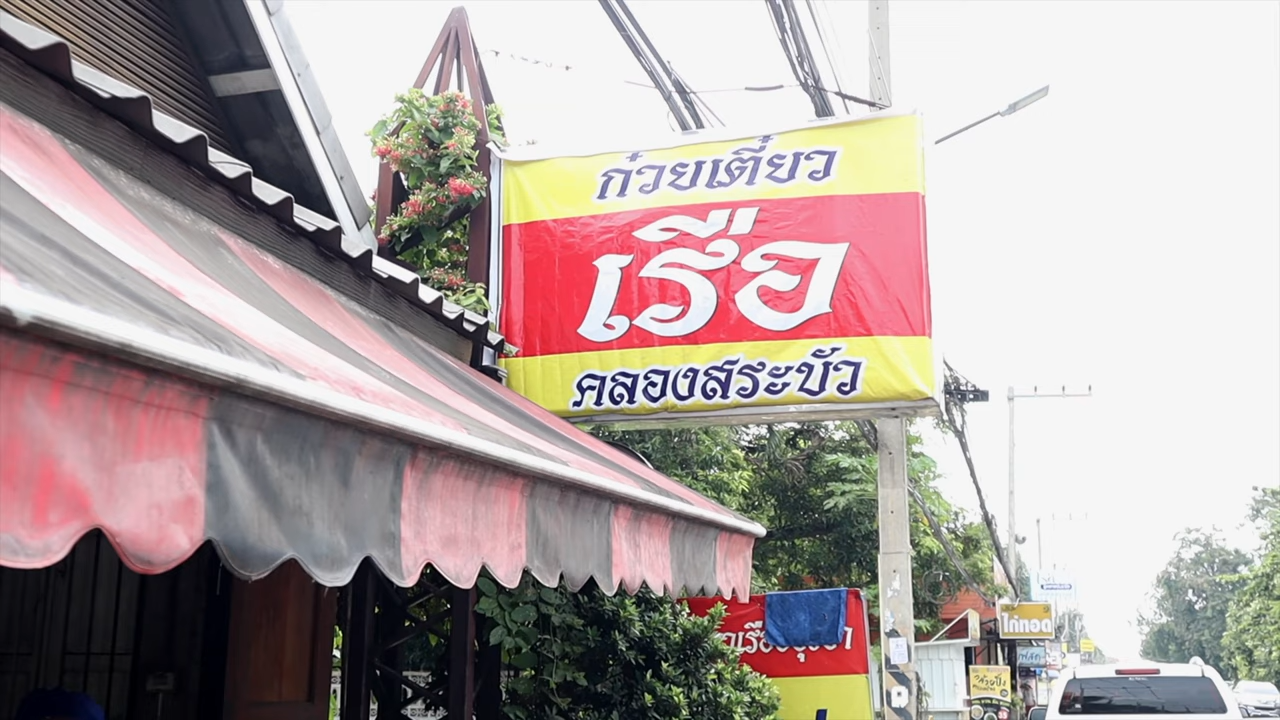 ก๋วยเตี๋ยว
เรือ
คลองสระบัว
ไก่ทอด